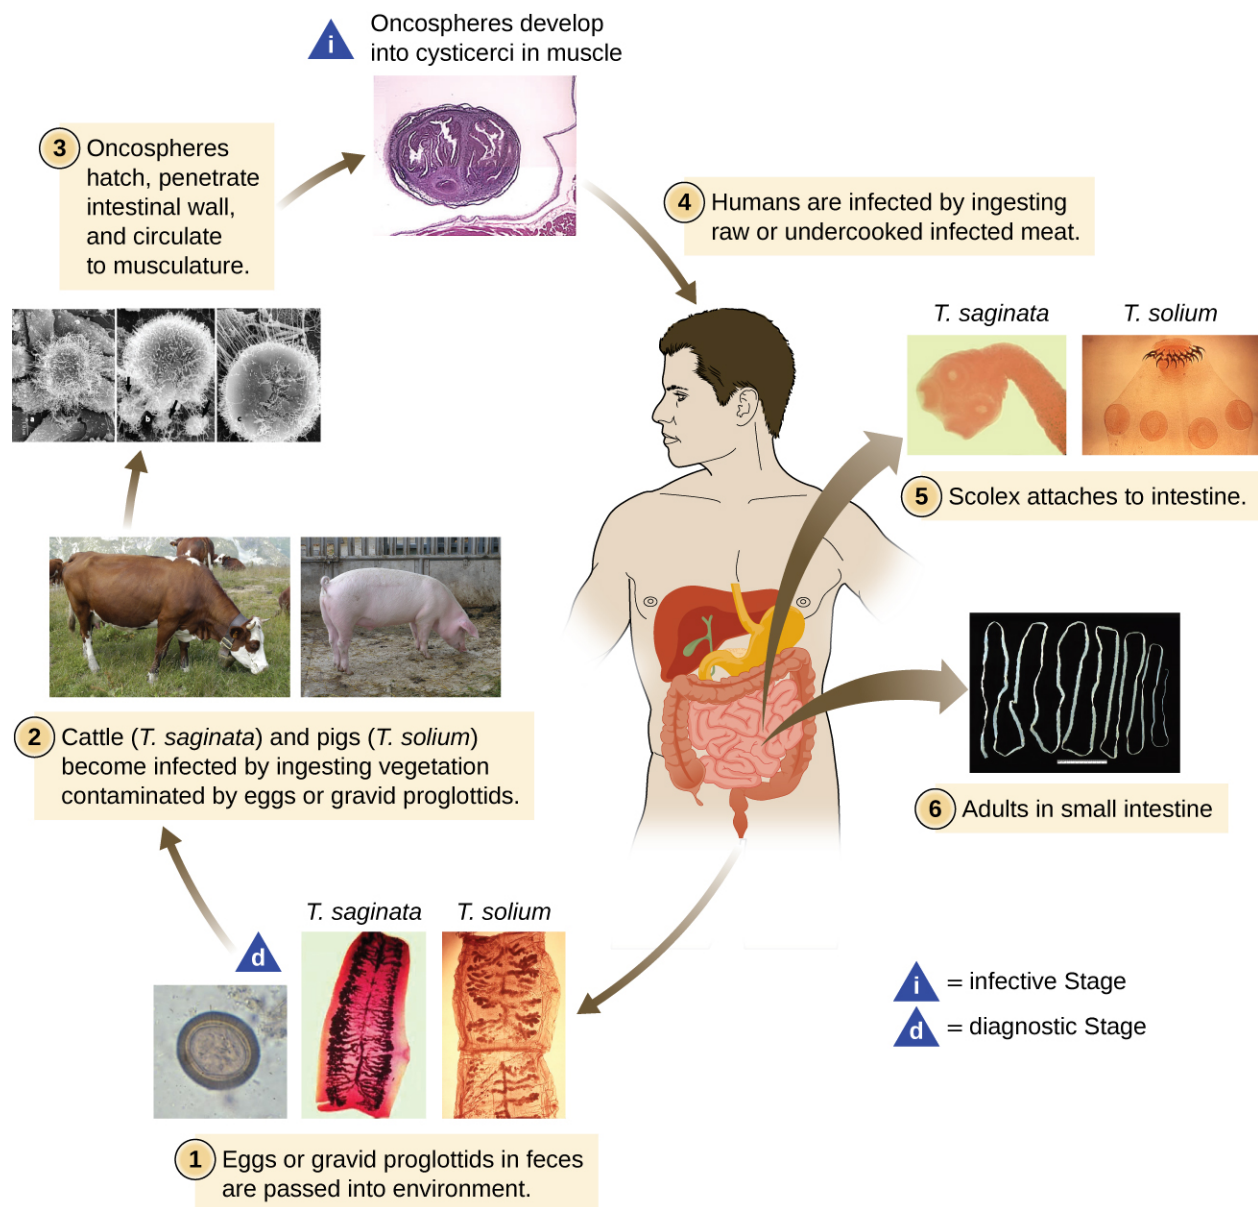 i
Oncospheres develop
into cysticerci in muscle
3
Oncospheres
hatch, penetrate
intestinal wall,
and circulate
to musculature.
4
Humans are infected by ingesting
raw or undercooked infected meat.
T. saginata
T. solium
5
Scolex attaches to intestine.
2
Cattle (T. saginata) and pigs (T. solium)
become infected by ingesting vegetation
contaminated by eggs or gravid proglottids.
6
Adults in small intestine
d
T. saginata
T. solium
i = infective Stage
d = diagnostic Stage
1
Eggs or gravid proglottids in feces
are passed into environment.